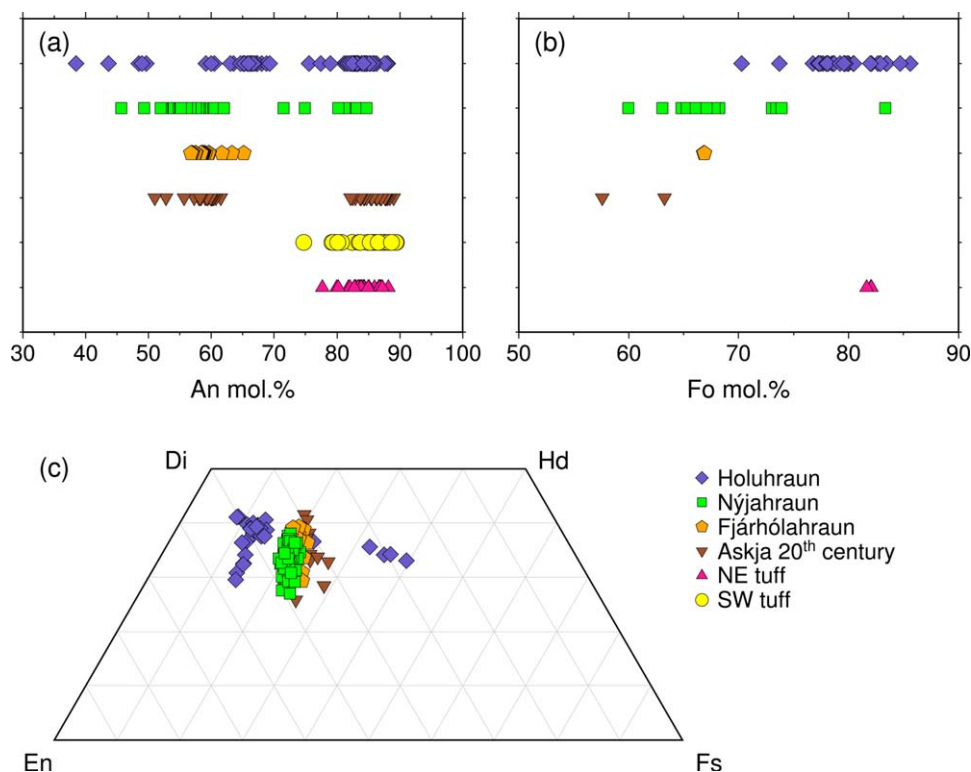 (a)
(b)
30 40 50 60 70 80 90 100
50 60 70 80 90
An mol.%
Fo mol.%
(c)
Di
Hd
En
Fs
Holuhraun
Nýjahraun
Fjárhólahraun
Askja 20th century
NE tuff
SW tuff